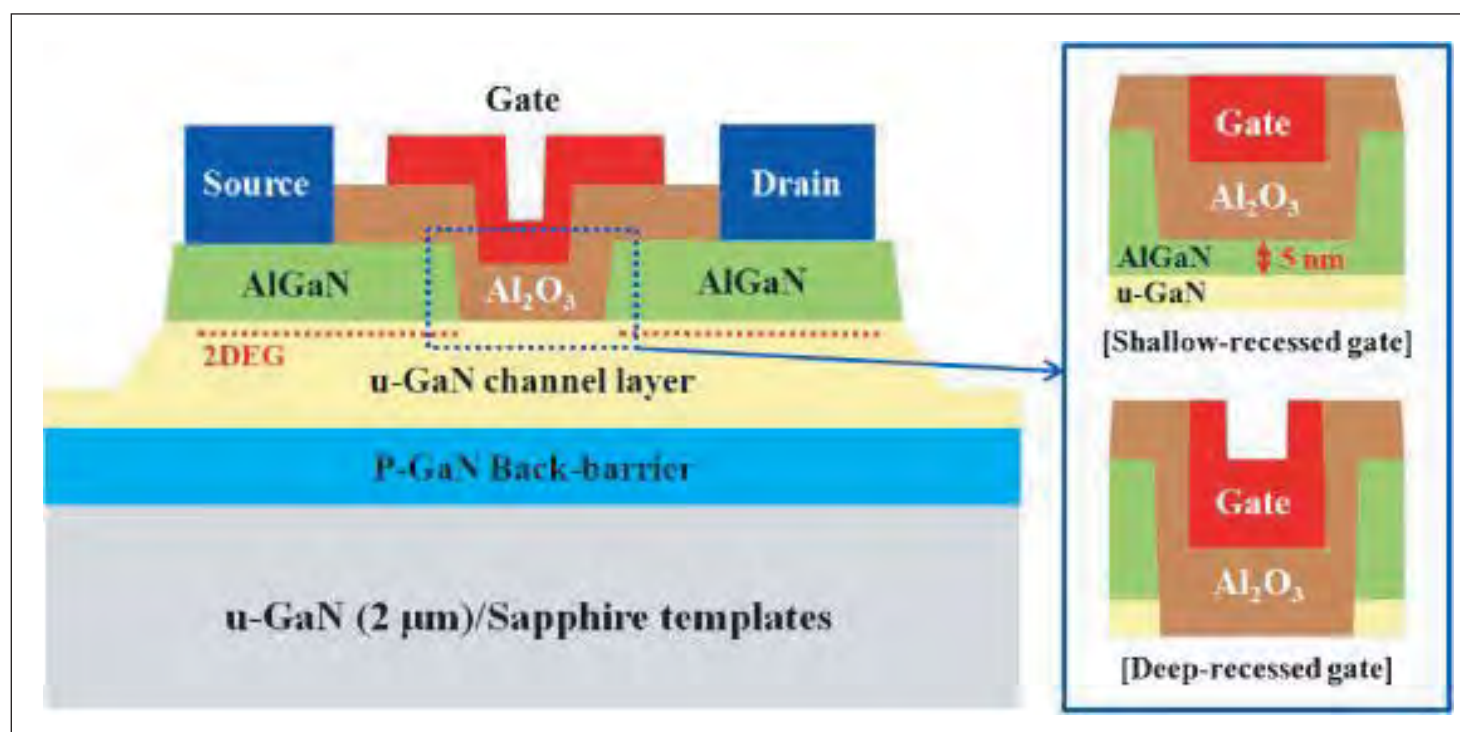 Gate
Source
Drain
AlGaN
Al₂O₃
AlGaN
2DEG
u-GaN channel layer
P-GaN Back-barrier
u-GaN (2 μm)/Sapphire templates
Gate
Al₂O₃
AlGaN
5 nm
u-GaN
[Shallow-recessed gate]
Gate
Al₂O₃
[Deep-recessed gate]